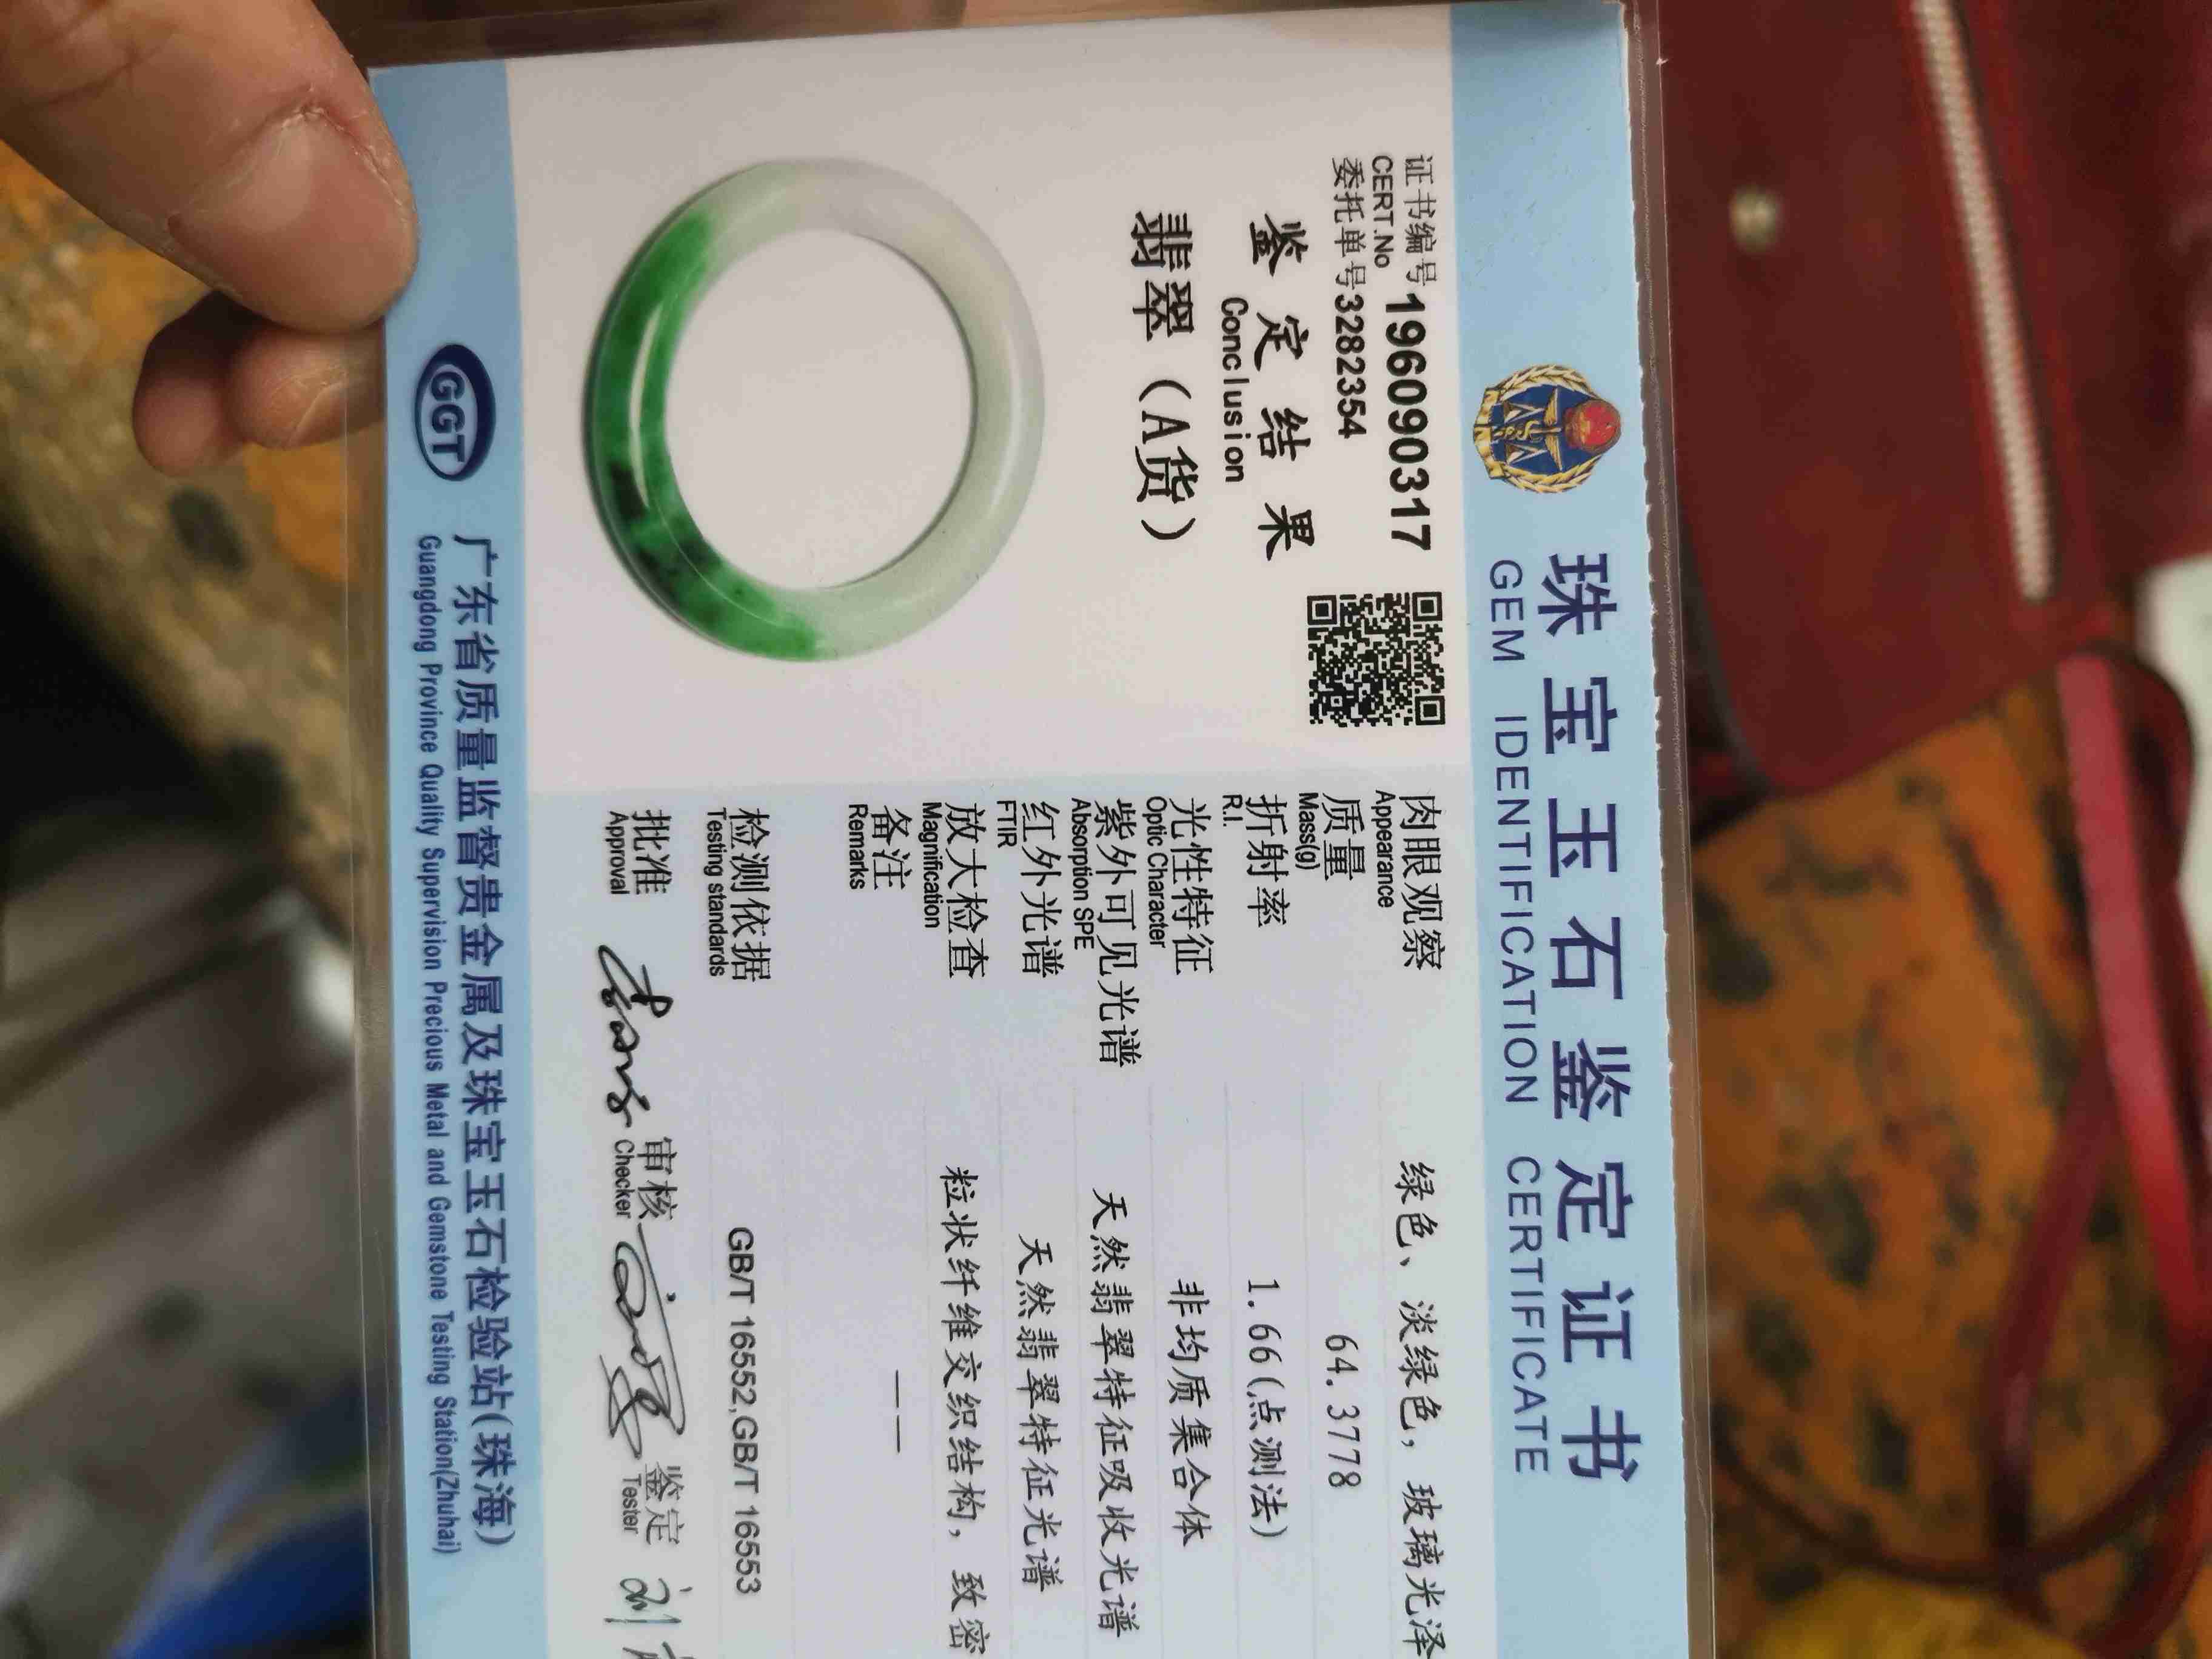 珠宝玉石鉴定证书
GEM IDENTIFICATION CERTIFICATE
证书编号
CERT.No
196090317
委托单号3282354
鉴定结果
Conclusion
翡翠（A货）
肉眼观察 绿色、淡绿色，玻璃光泽
Appearance
质量 64.3778
Mass(g)
折射率 1.66(点测法)
R.I.
光性特征 非均质集合体
Optic Character
紫外可见光谱 天然翡翠特征吸收光谱
Absorption SPE
红外光谱 天然翡翠特征光谱
FTIR
放大检查 粒状纤维交织结构，致密
Magnification
备注 ——
Remarks
检测依据 GB/T 16552,GB/T 16553
Testing standards
批准 审核 鉴定
Approval Checker Tester
GGT
广东省质量监督贵金属及珠宝玉石检验站(珠海)
Guangdong Province Quality Supervision Precious Metal and Gemstone Testing Station(Zhuhai)